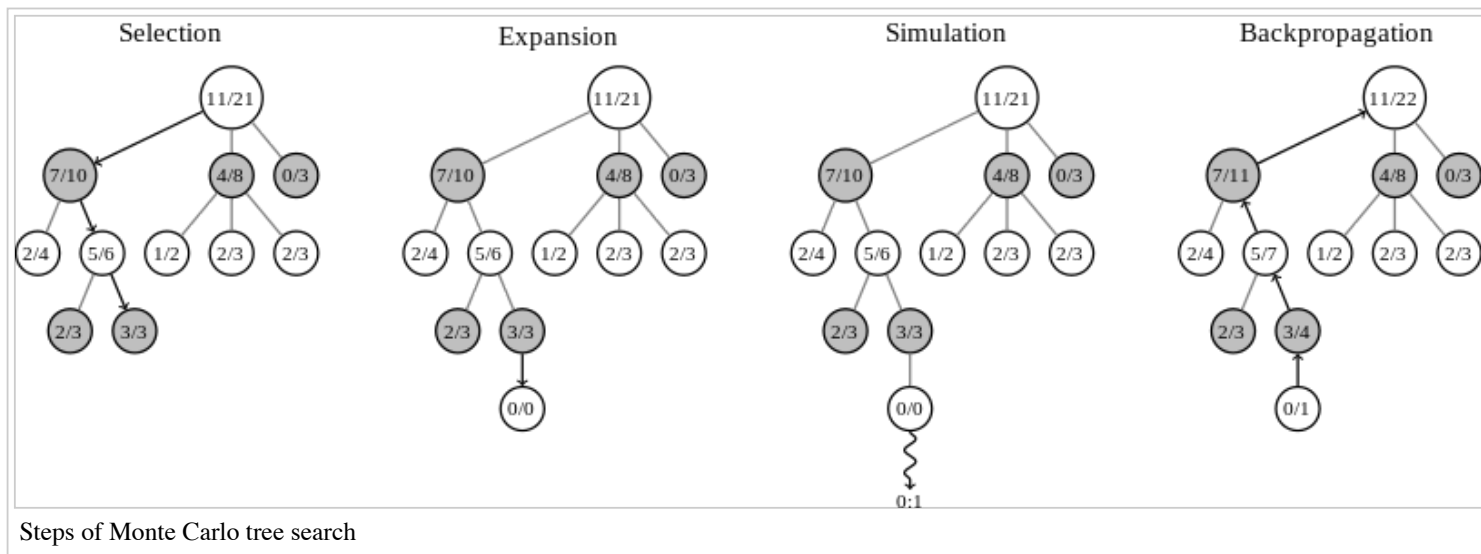 Selection Expansion Simulation Backpropagation
11/21 11/21 11/21 11/22
7/10 4/8 0/3 7/10 4/8 0/3 7/10 4/8 0/3 7/11 4/8 0/3
2/4 5/6 1/2 2/3 2/3 2/4 5/6 1/2 2/3 2/3 2/4 5/6 1/2 2/3 2/3 2/4 5/7 1/2 2/3 2/3
2/3 3/3 2/3 3/3 2/3 3/3 2/3 3/4
0/0 0/0 0/1
0:1
Steps of Monte Carlo tree search